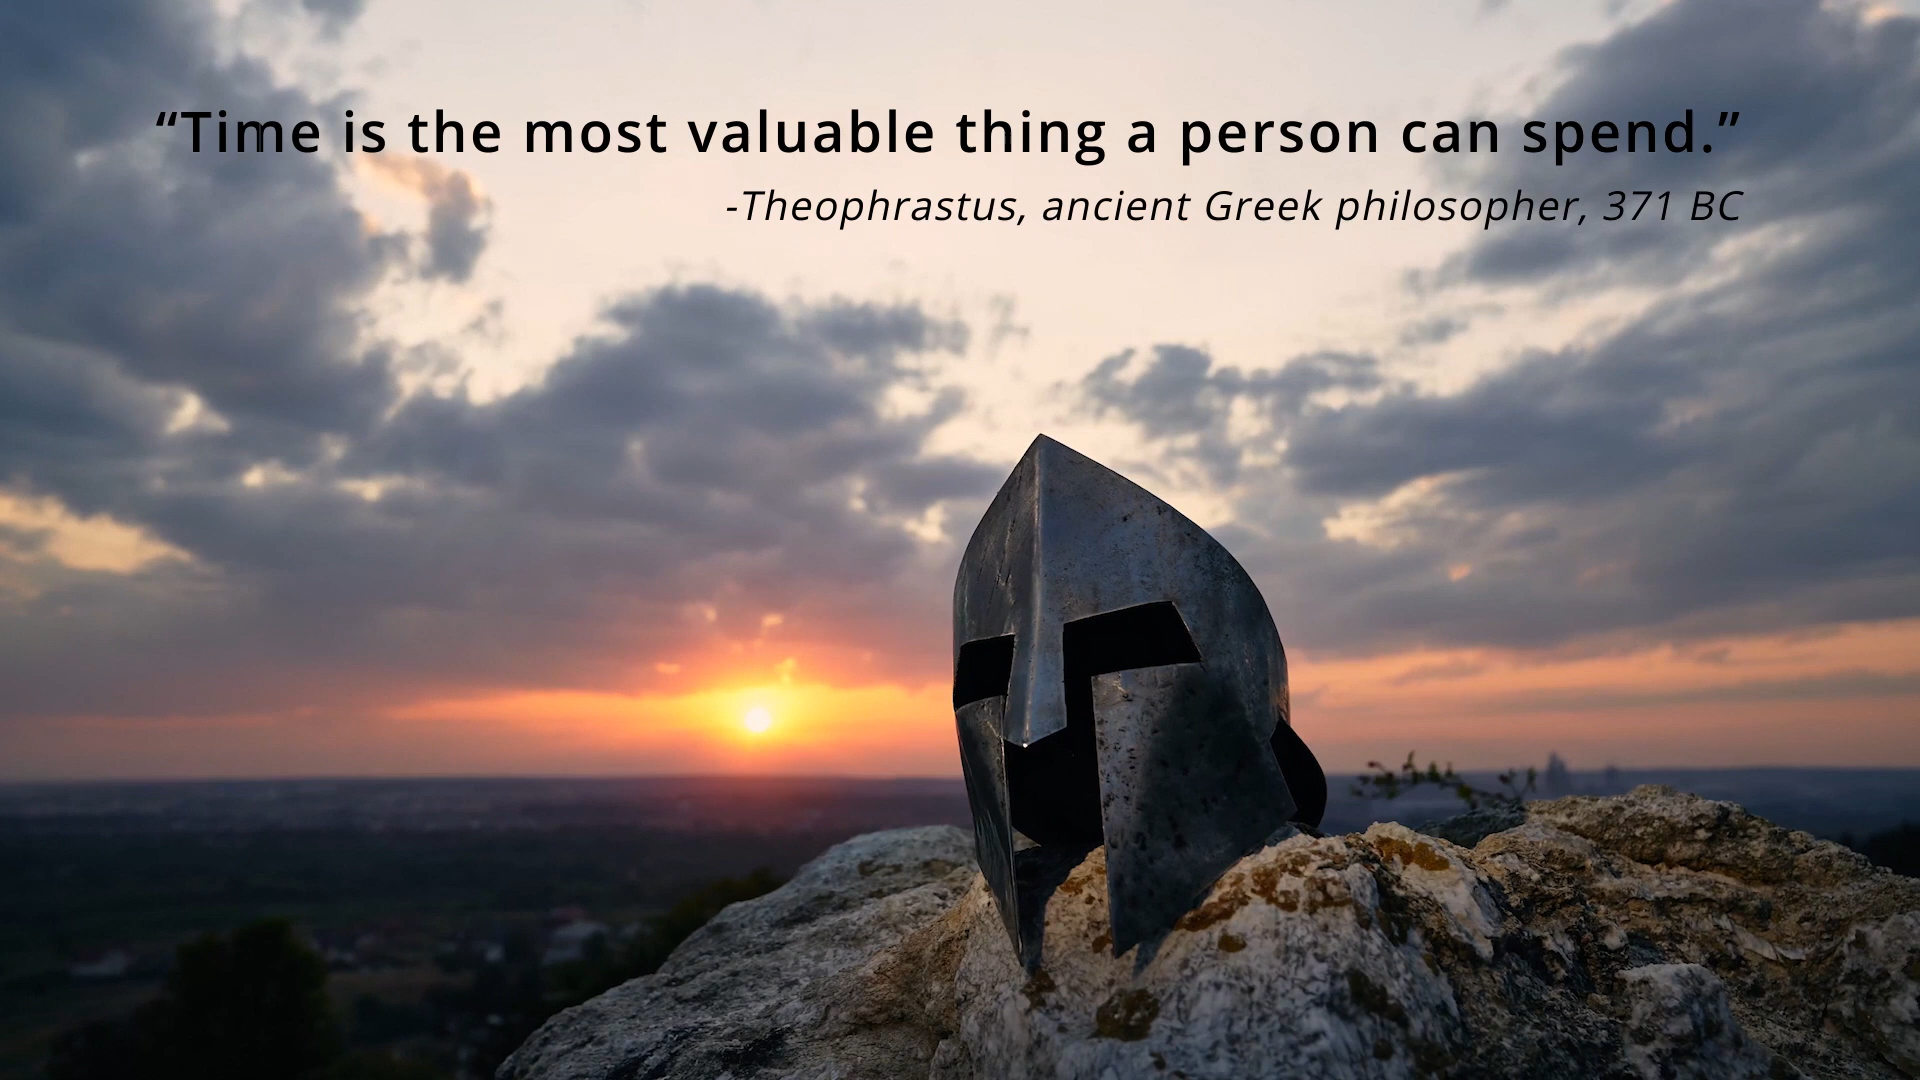 “Time is the most valuable thing a person can spend.”
-Theophrastus, ancient Greek philosopher, 371 BC